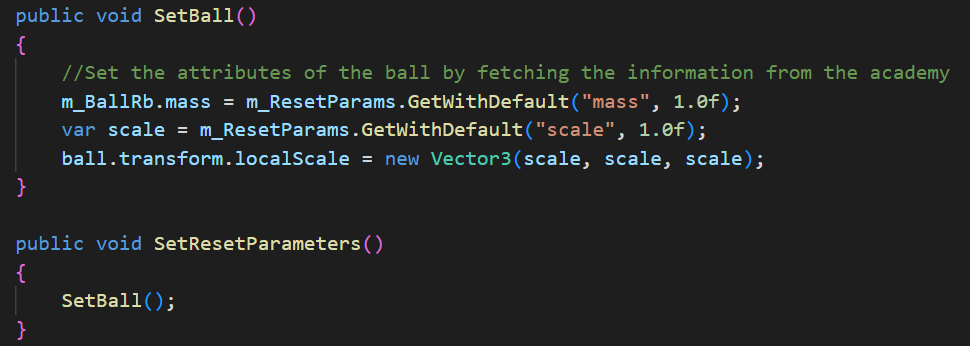 public void SetBall()
{
//Set the attributes of the ball by fetching the information from the academy
m_BallRb.mass = m_ResetParams.GetWithDefault("mass", 1.0f);
var scale = m_ResetParams.GetWithDefault("scale", 1.0f);
ball.transform.localScale = new Vector3(scale, scale, scale);
}
public void SetResetParameters()
{
SetBall();
}